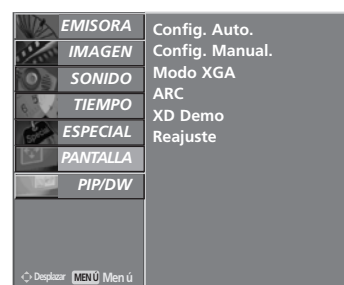 EMISORA
IMAGEN
SONIDO
TIEMPO
ESPECIAL
PANTALLA
PIP/DW
Config. Auto.
Config. Manual.
Modo XGA
ARC
XD Demo
Reajuste
Desplazar MENÚ Menú